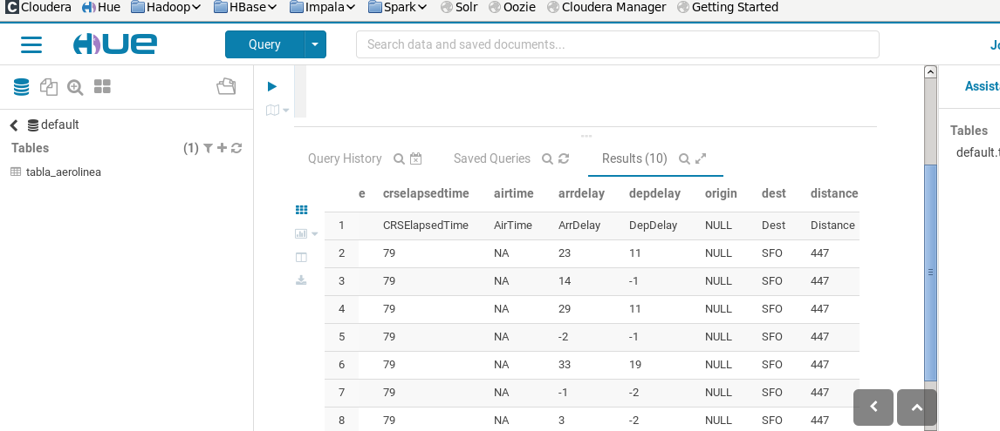 Cloudera Hue Hadoop HBase Impala Spark Solr Oozie Cloudera Manager Getting Started
HUE Query Search data and saved documents...
default
Tables (1)
tabla_aerolinea
Query History Saved Queries Results (10)
e crselapsedtime airtime arrdelay depdelay origin dest distance
1 CRSElapsedTime AirTime ArrDelay DepDelay NULL Dest Distance
2 79 NA 23 11 NULL SFO 447
3 79 NA 14 -1 NULL SFO 447
4 79 NA 29 11 NULL SFO 447
5 79 NA -2 -1 NULL SFO 447
6 79 NA 33 19 NULL SFO 447
7 79 NA -1 -2 NULL SFO 447
8 79 NA 3 -2 NULL SFO 447
Assist
Tables
default.t